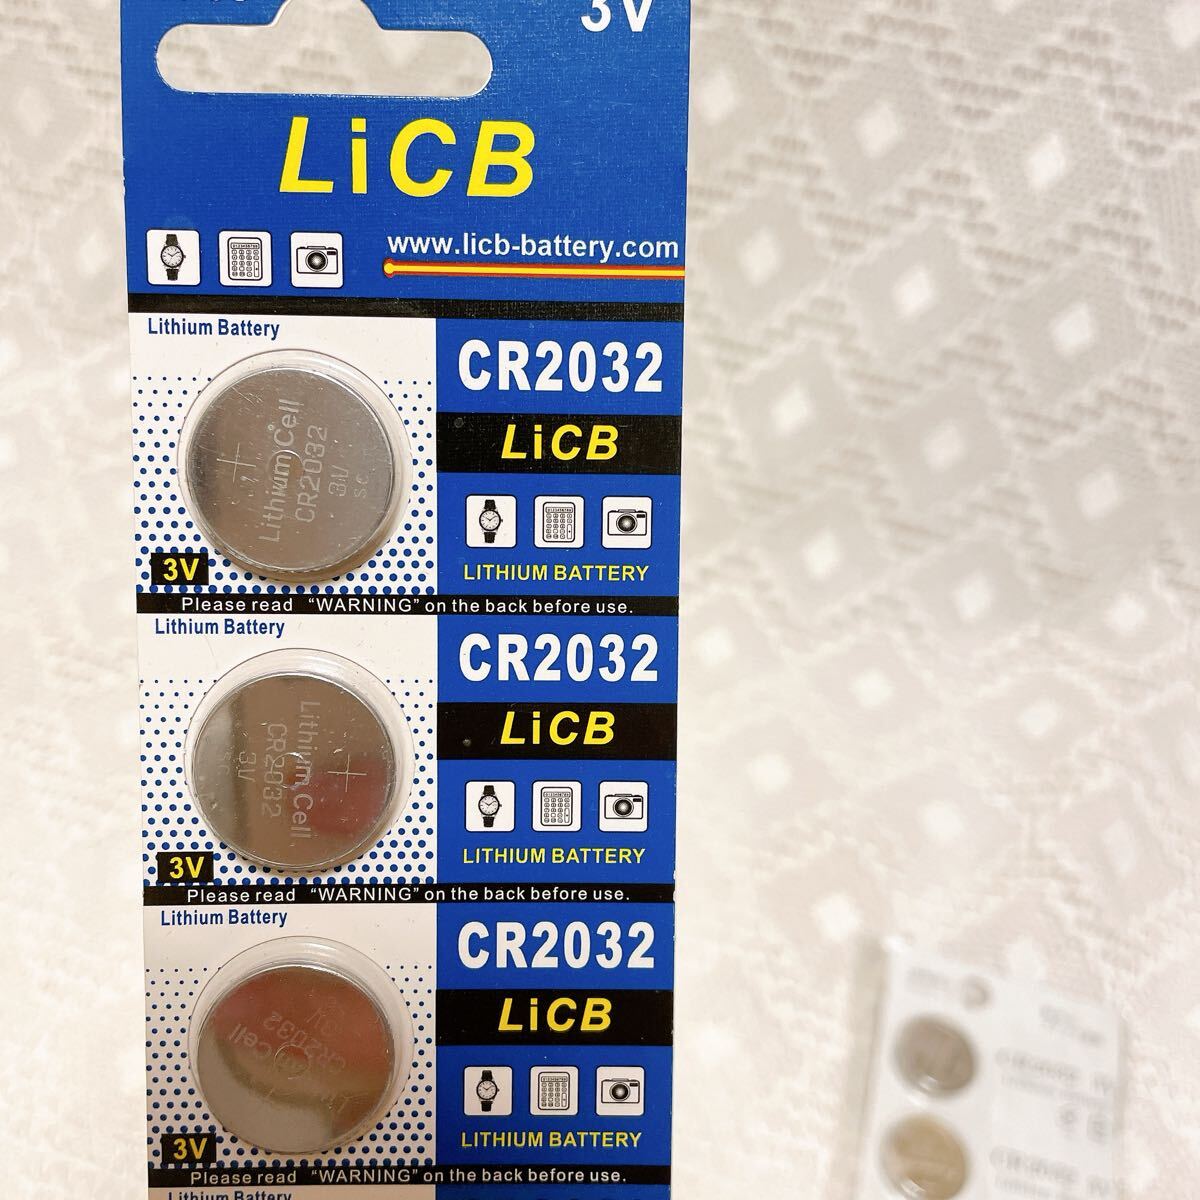 3V
LiCB
www.licb-battery.com
Lithium Battery
CR2032
Lithium Cell
CR2032
3V
sc
LiCB
3V
LITHIUM BATTERY
Please read "WARNING" on the back before use.
Lithium Battery
CR2032
Lithium Cell
CR2032
3V
sc
LiCB
3V
LITHIUM BATTERY
Please read "WARNING" on the back before use.
Lithium Battery
CR2032
Cell
CR2032
LiCB
3V
LITHIUM BATTERY
Please read "WARNING" on the back before use.
Lithium Battery